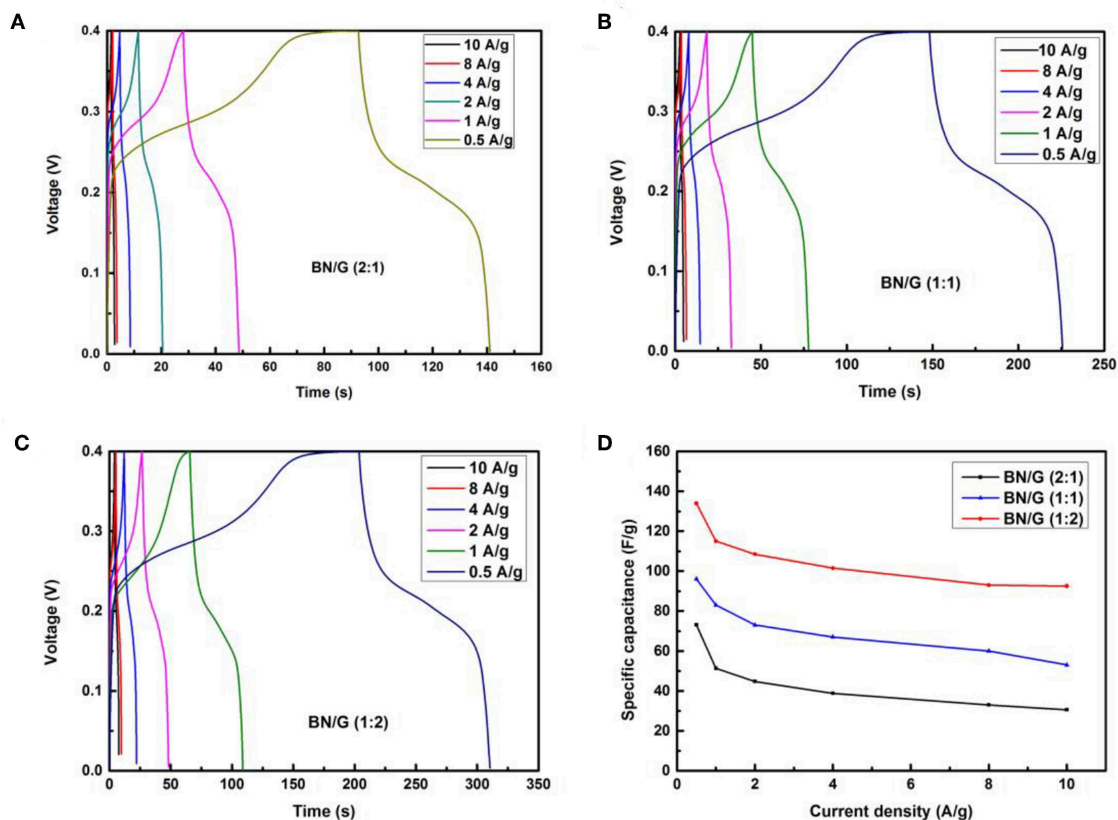 A
0.4
0.3
0.2
0.1
0.0
Voltage (V)
10 A/g
8 A/g
4 A/g
2 A/g
1 A/g
0.5 A/g
BN/G (2:1)
0 20 40 60 80 100 120 140 160
Time (s)
B
0.4
0.3
0.2
0.1
0.0
Voltage (V)
10 A/g
8 A/g
4 A/g
2 A/g
1 A/g
0.5 A/g
BN/G (1:1)
0 50 100 150 200 250
Time (s)
C
0.4
0.3
0.2
0.1
0.0
Voltage (V)
10 A/g
8 A/g
4 A/g
2 A/g
1 A/g
0.5 A/g
BN/G (1:2)
0 50 100 150 200 250 300 350
Time (s)
D
160
140
120
100
80
60
40
20
0
Specific capacitance (F/g)
BN/G (2:1)
BN/G (1:1)
BN/G (1:2)
0 2 4 6 8 10
Current density (A/g)